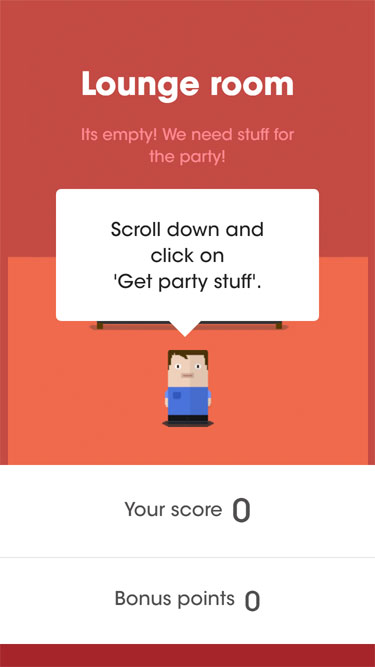 Lounge room
Its empty! We need stuff for
the party!
Scroll down and
click on
'Get party stuff'.
Your score 0
Bonus points 0